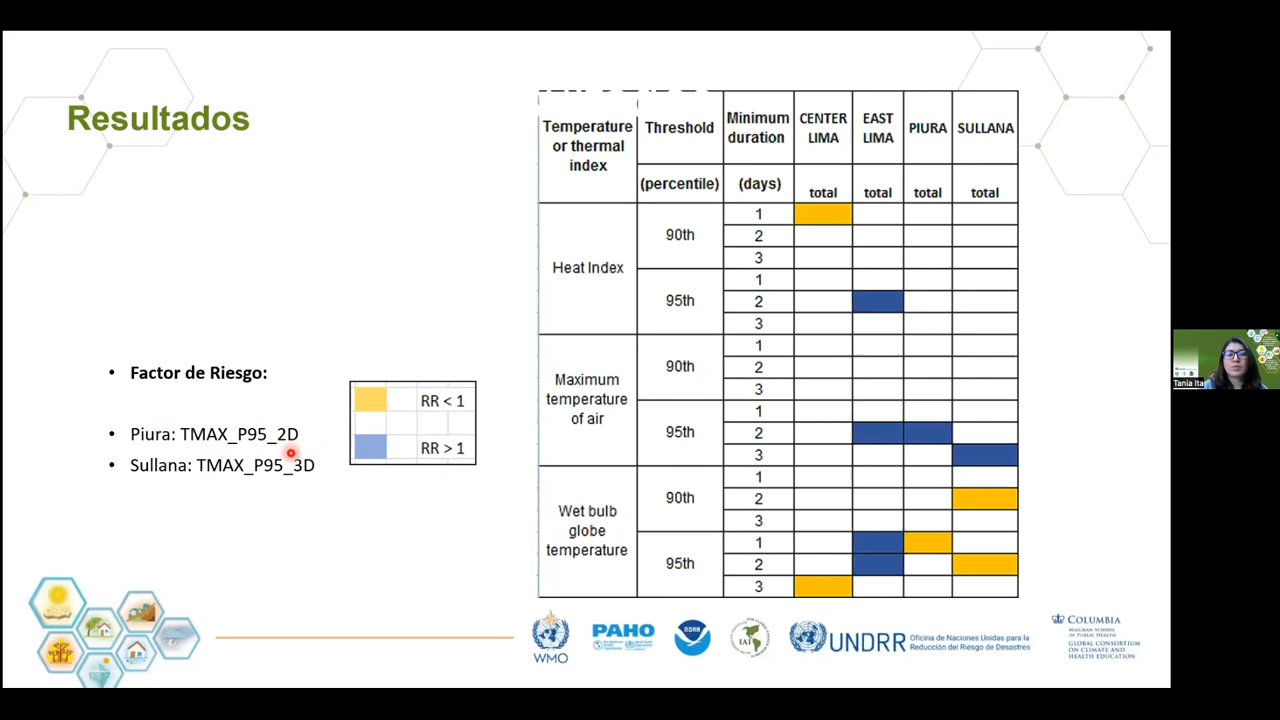 Resultados
• Factor de Riesgo:
• Piura: TMAX_P95_2D
• Sullana: TMAX_P95_3D
RR < 1
RR > 1
Temperature or thermal index | Threshold | Minimum duration | CENTER LIMA | EAST LIMA | PIURA | SULLANA
(percentile) | (days) | total | total | total | total
Heat Index | 90th | 1
2
3
95th | 1
2
3
Maximum temperature of air | 90th | 1
2
3
95th | 1
2
3
Wet bulb globe temperature | 90th | 1
2
3
95th | 1
2
3
WMO
PAHO
NOAA
IAI
UNDRR
Oficina de Naciones Unidas para la
Reducción del Riesgo de Desastres
COLUMBIA
MAILMAN SCHOOL
OF PUBLIC HEALTH
GLOBAL CONSORTIUM
ON CLIMATE AND
HEALTH EDUCATION
Tania Ita